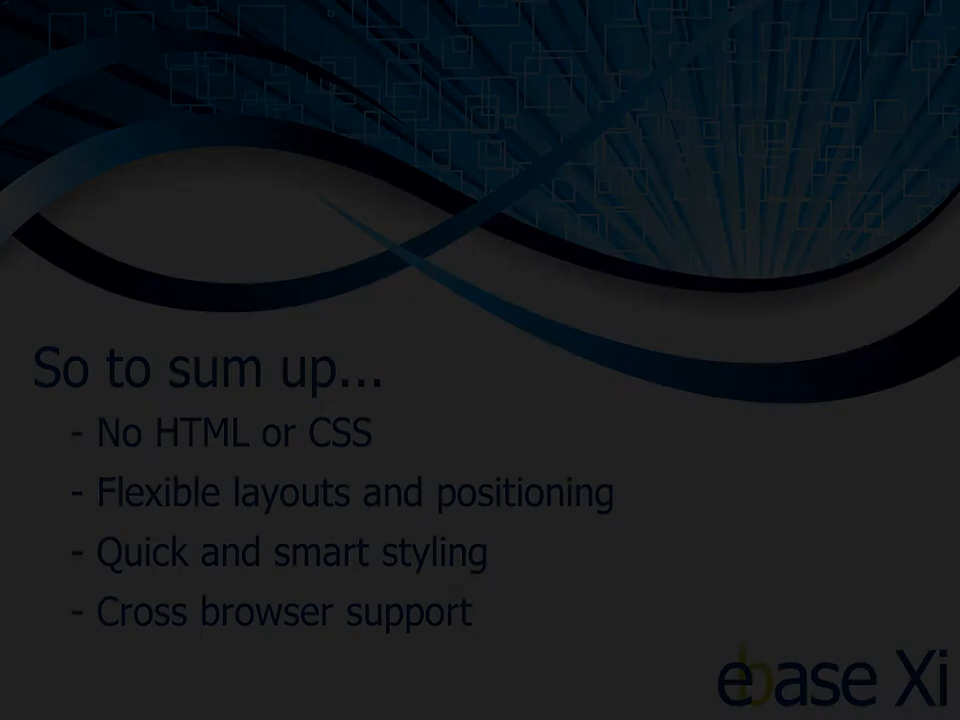 So to sum up...
- No HTML or CSS
- Flexible layouts and positioning
- Quick and smart styling
- Cross browser support
ebase Xi